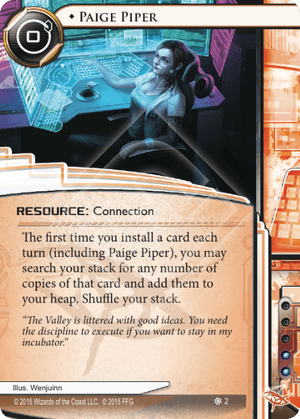 0
• PAIGE PIPER
RESOURCE: Connection
The first time you install a card each
turn (including Paige Piper), you may
search your stack for any number of
copies of that card and add them to
your heap. Shuffle your stack.
“The Valley is littered with good ideas. You need
the discipline to execute if you want to stay in my
incubator.”
Illus. Wenjuinn
© 2015 Wizards of the Coast LLC. © 2015 FFG
2